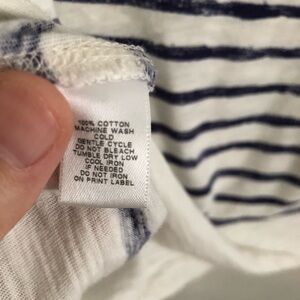 100% COTTON
MACHINE WASH
COLD
GENTLE CYCLE
DO NOT BLEACH
TUMBLE DRY LOW
COOL IRON
IF NEEDED
DO NOT IRON
ON PRINT LABEL